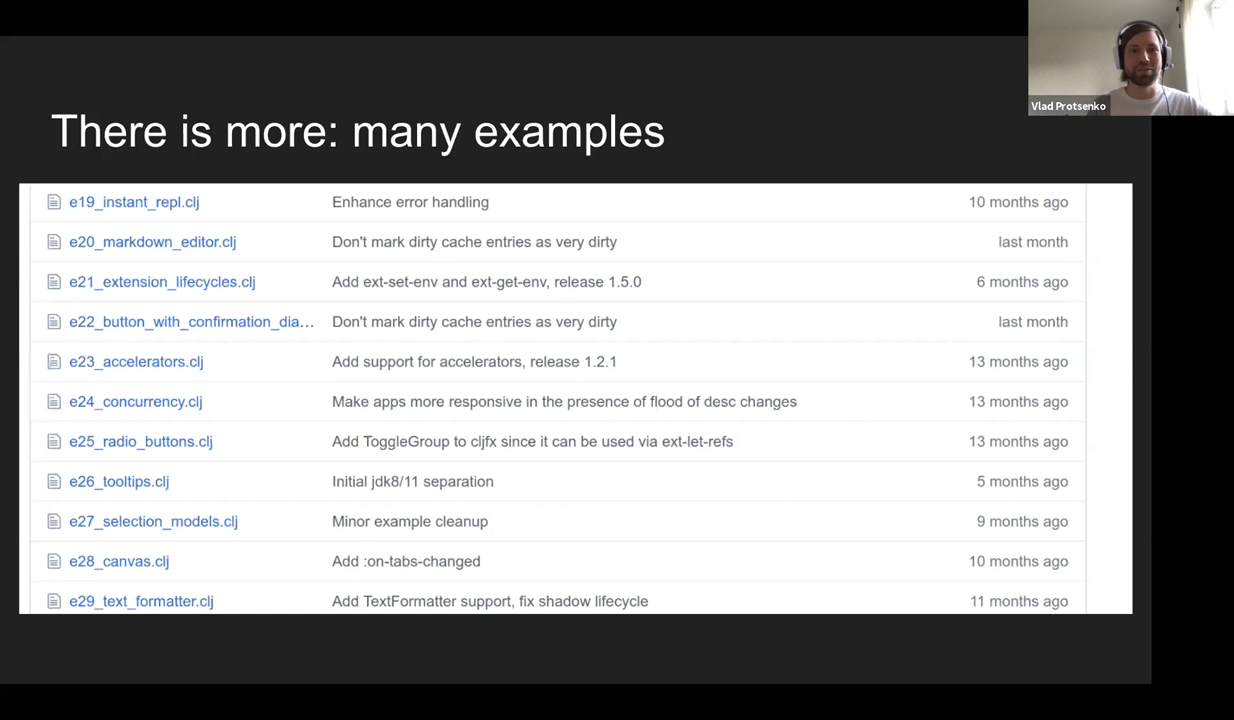 Vlad Protsenko
There is more: many examples
e19_instant_repl.clj Enhance error handling 10 months ago
e20_markdown_editor.clj Don't mark dirty cache entries as very dirty last month
e21_extension_lifecycles.clj Add ext-set-env and ext-get-env, release 1.5.0 6 months ago
e22_button_with_confirmation_dia... Don't mark dirty cache entries as very dirty last month
e23_accelerators.clj Add support for accelerators, release 1.2.1 13 months ago
e24_concurrency.clj Make apps more responsive in the presence of flood of desc changes 13 months ago
e25_radio_buttons.clj Add ToggleGroup to cljfx since it can be used via ext-let-refs 13 months ago
e26_tooltips.clj Initial jdk8/11 separation 5 months ago
e27_selection_models.clj Minor example cleanup 9 months ago
e28_canvas.clj Add :on-tabs-changed 10 months ago
e29_text_formatter.clj Add TextFormatter support, fix shadow lifecycle 11 months ago